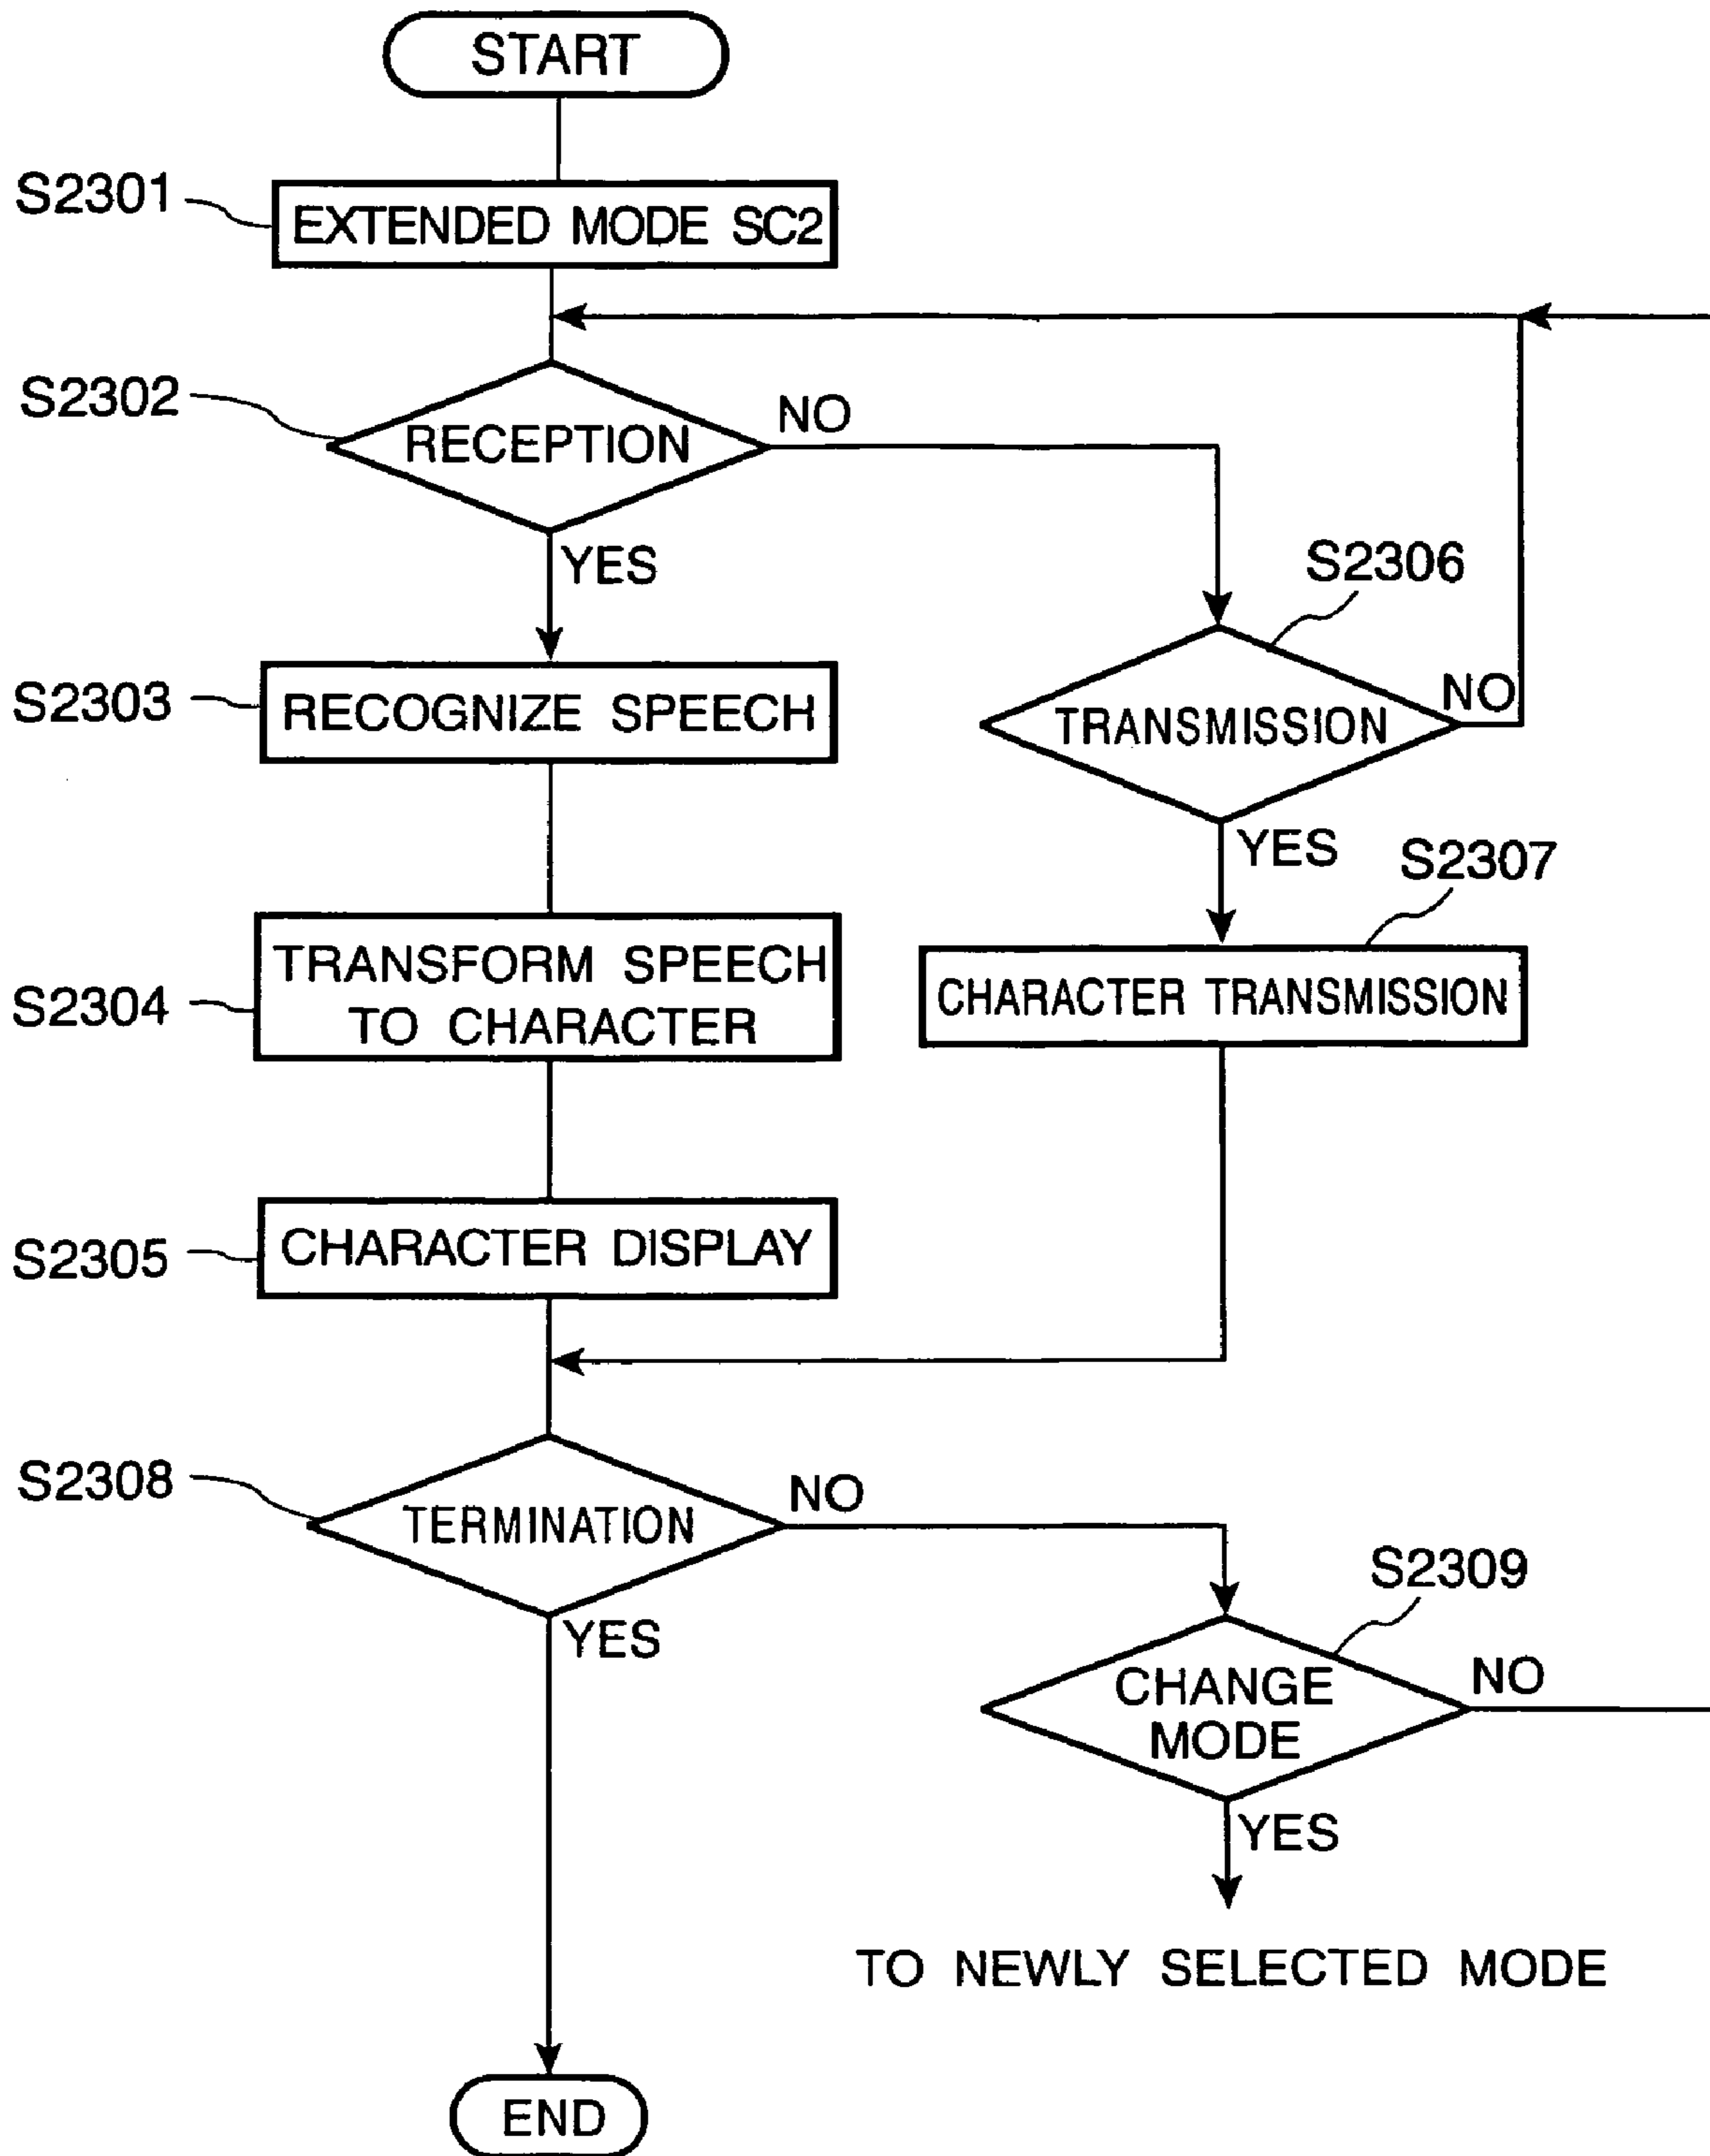 START
S2301
EXTENDED MODE SC2
S2302
RECEPTION
NO
YES
S2306
S2303
RECOGNIZE SPEECH
TRANSMISSION
NO
YES
S2307
S2304
TRANSFORM SPEECH
TO CHARACTER
CHARACTER TRANSMISSION
S2305
CHARACTER DISPLAY
S2308
TERMINATION
NO
YES
S2309
CHANGE
MODE
NO
YES
TO NEWLY SELECTED MODE
END